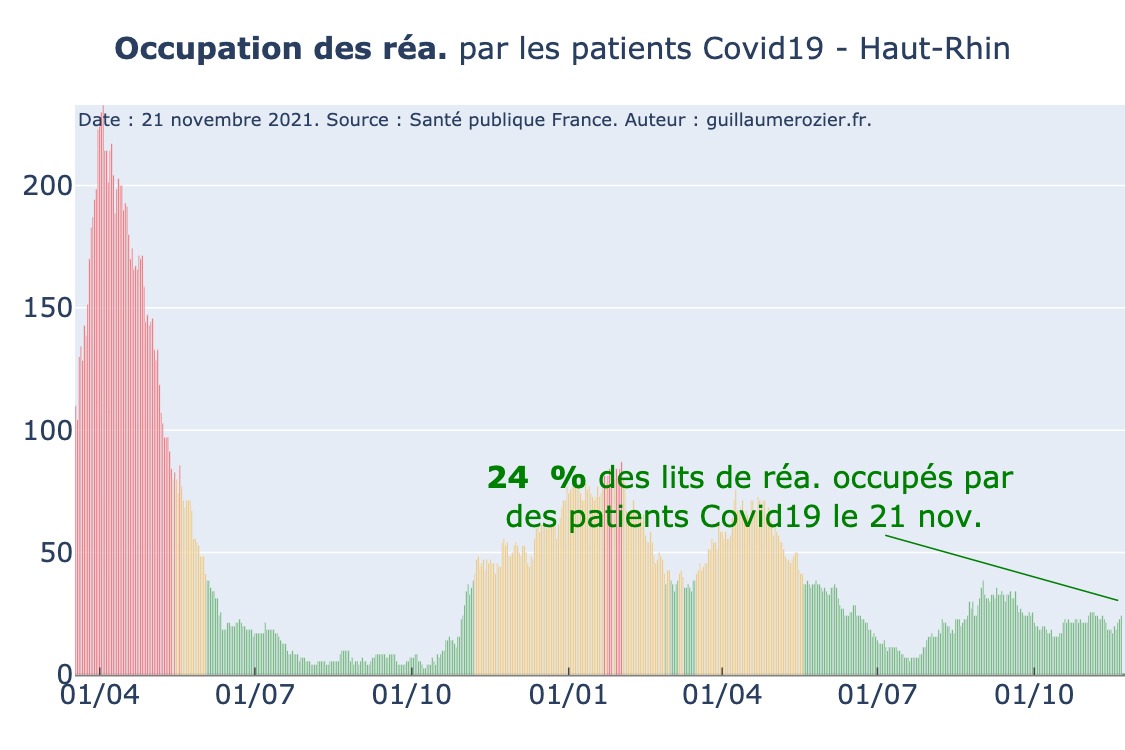 Occupation des réa. par les patients Covid19 - Haut-Rhin
Date : 21 novembre 2021. Source : Santé publique France. Auteur : guillaumerozier.fr.
200
150
100
24 % des lits de réa. occupés par
des patients Covid19 le 21 nov.
50
0
01/04 01/07 01/10 01/01 01/04 01/07 01/10